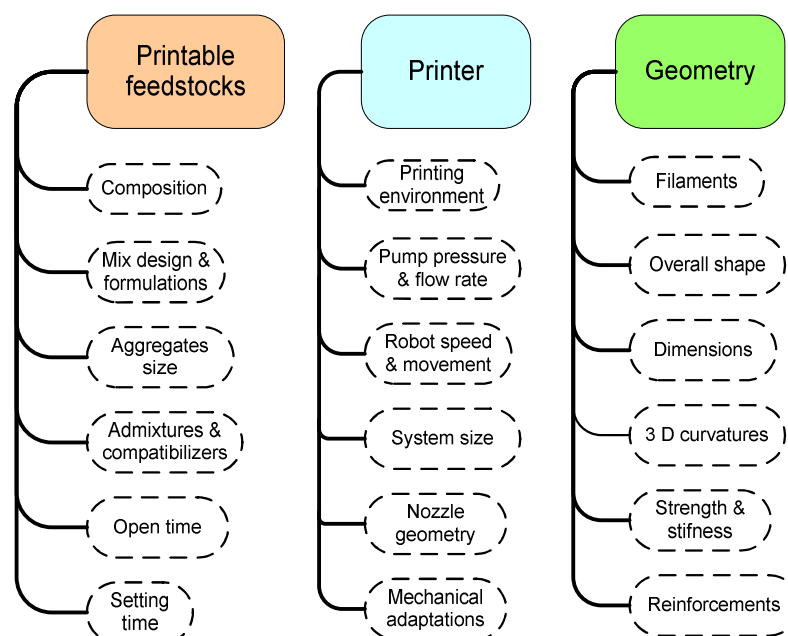 Printable
feedstocks
Composition
Mix design &
formulations
Aggregates
size
Admixtures &
compatibilizers
Open time
Setting
time
Printer
Printing
environment
Pump pressure
& flow rate
Robot speed
& movement
System size
Nozzle
geometry
Mechanical
adaptations
Geometry
Filaments
Overall shape
Dimensions
3 D curvatures
Strength &
stifness
Reinforcements